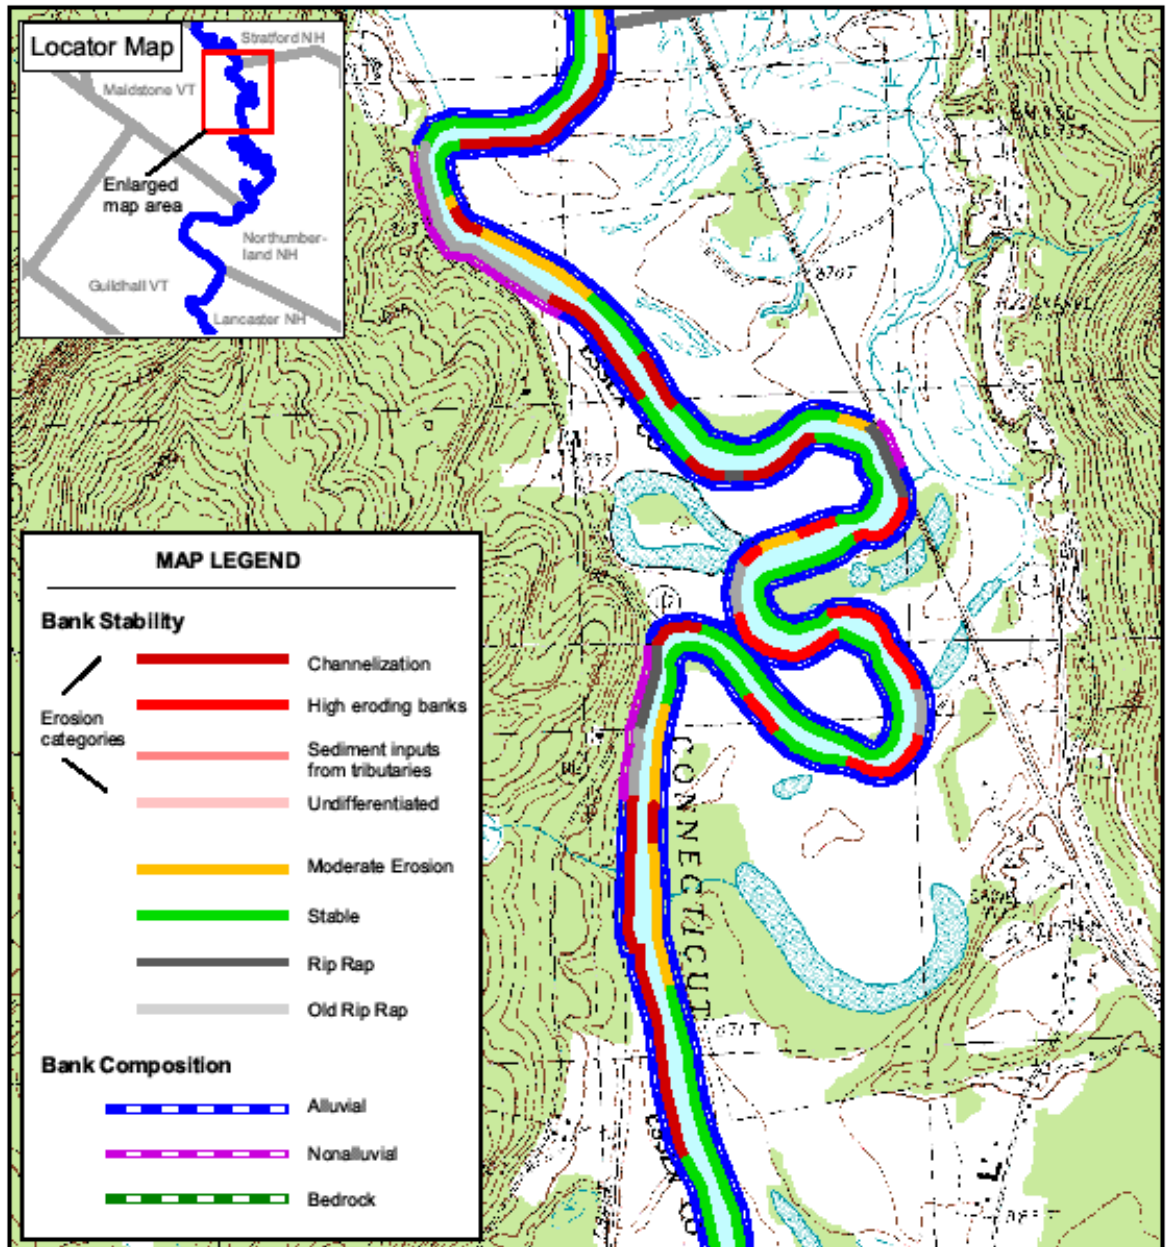 Locator Map
Stratford NH
Maidstone VT
Enlarged
map area
Northumber-
land NH
Guildhall VT
Lancaster NH
MAP LEGEND
Bank Stability
Channelization
High eroding banks
Erosion
categories
Sediment inputs
from tributaries
Undifferentiated
Moderate Erosion
Stable
Rip Rap
Old Rip Rap
Bank Composition
Alluvial
Nonalluvial
Bedrock
CONNECTICUT